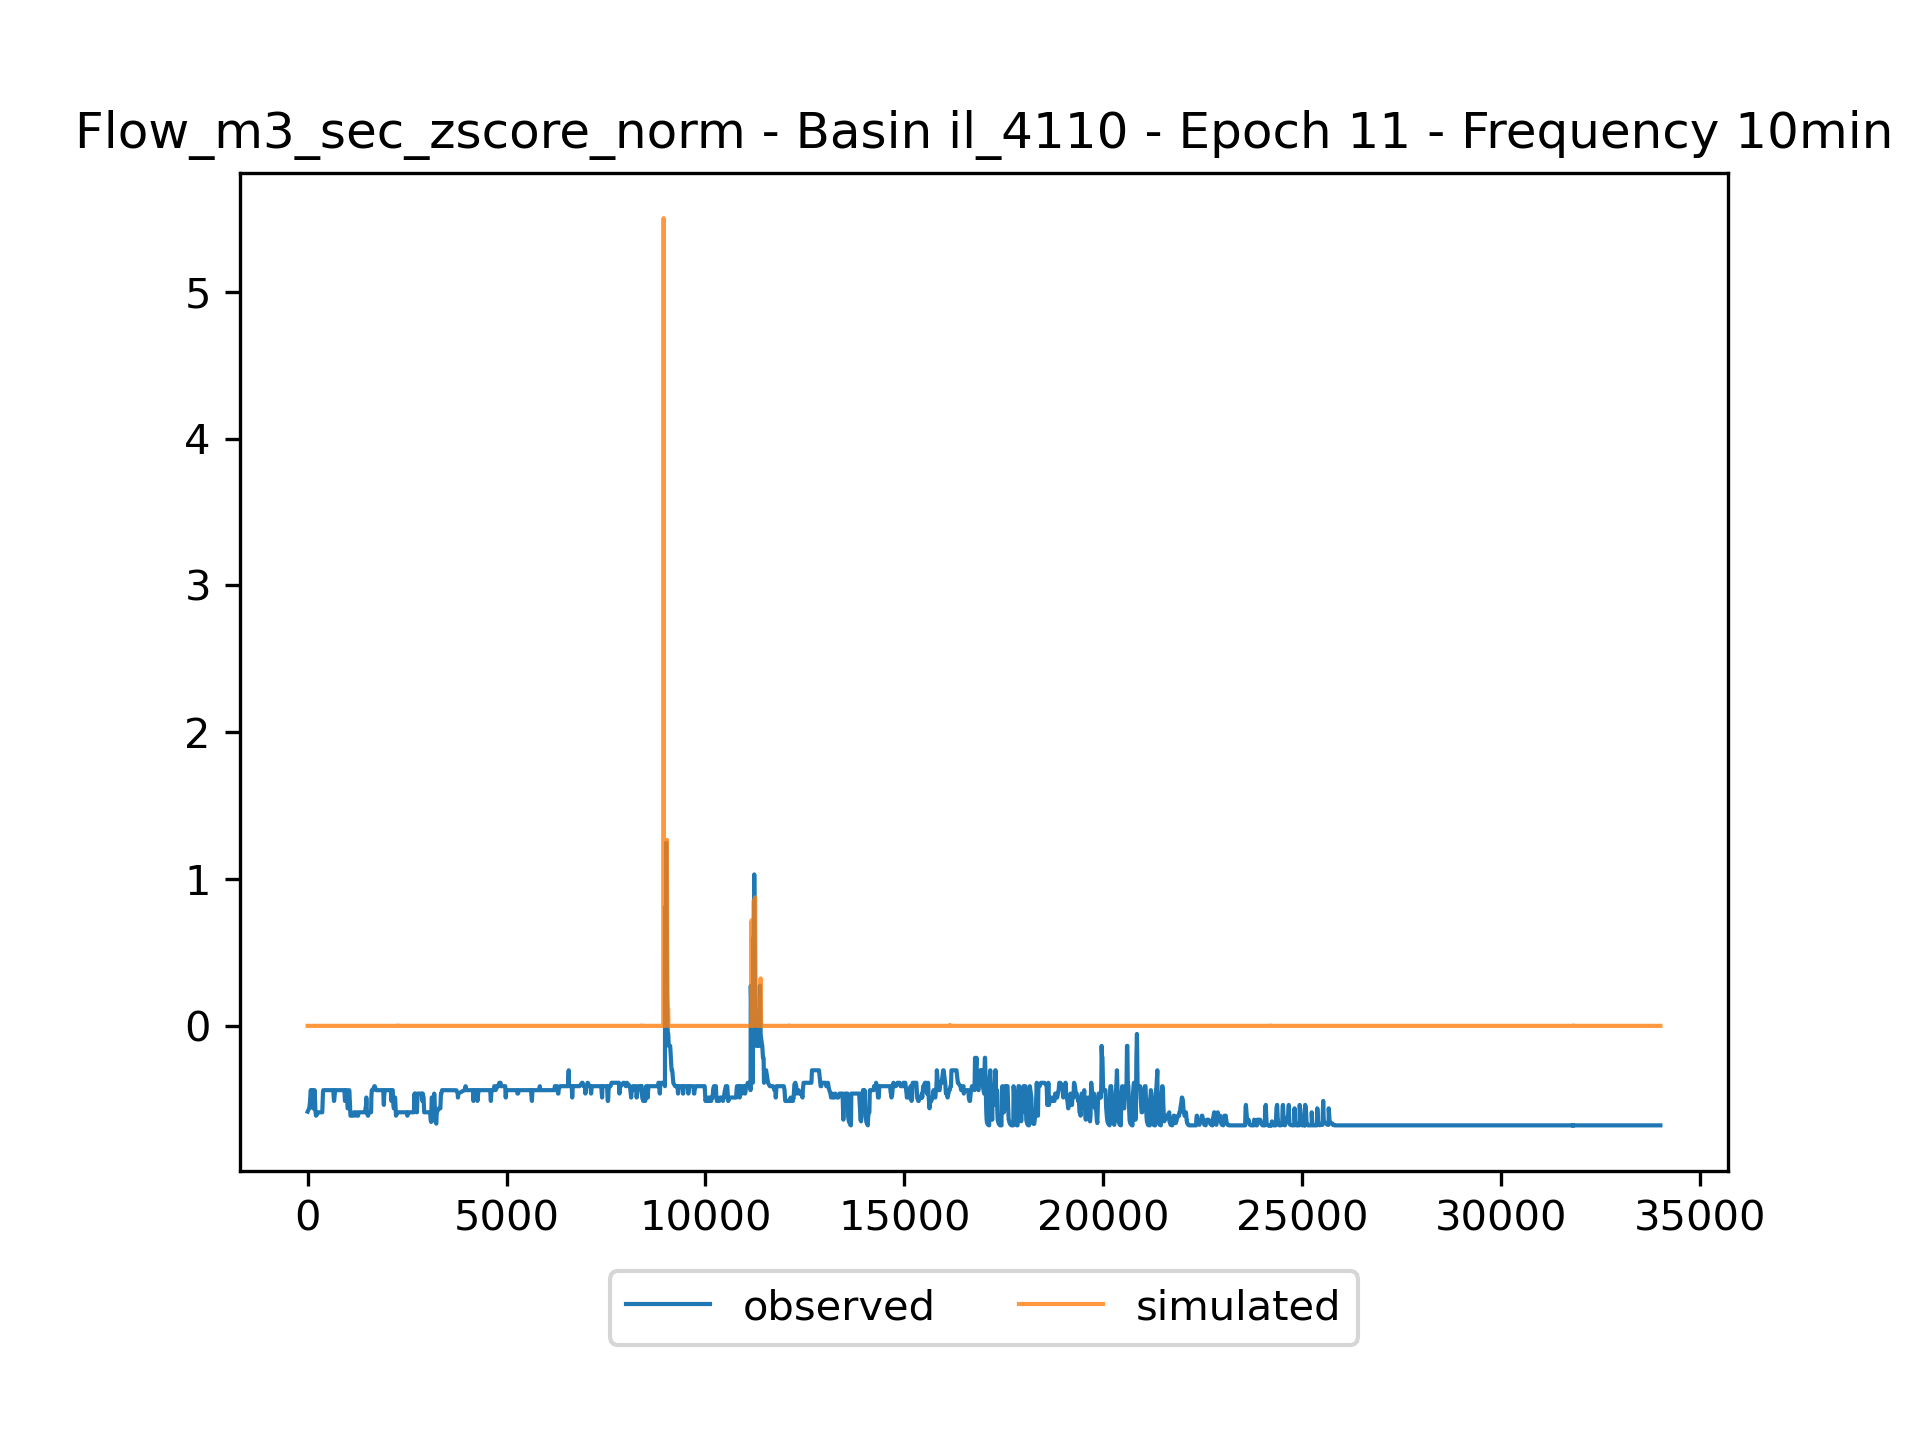 Flow_m3_sec_zscore_norm - Basin il_4110 - Epoch 11 - Frequency 10min
5
4
3
2
1
0
0 5000 10000 15000 20000 25000 30000 35000
observed simulated